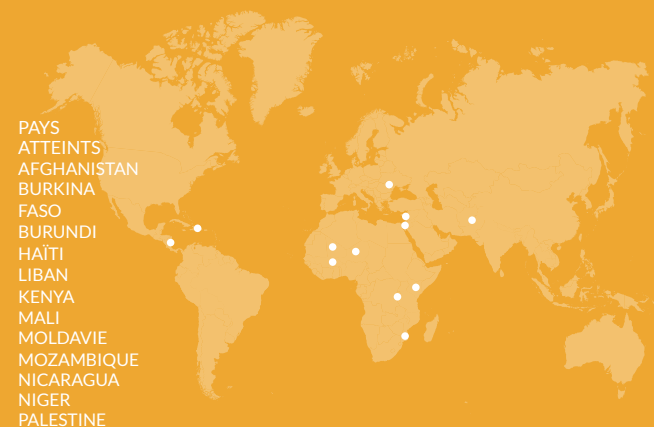 PAYS
ATTEINTS
AFGHANISTAN
BURKINA
FASO
BURUNDI
HAÏTI
LIBAN
KENYA
MALI
MOLDAVIE
MOZAMBIQUE
NICARAGUA
NIGER
PALESTINE